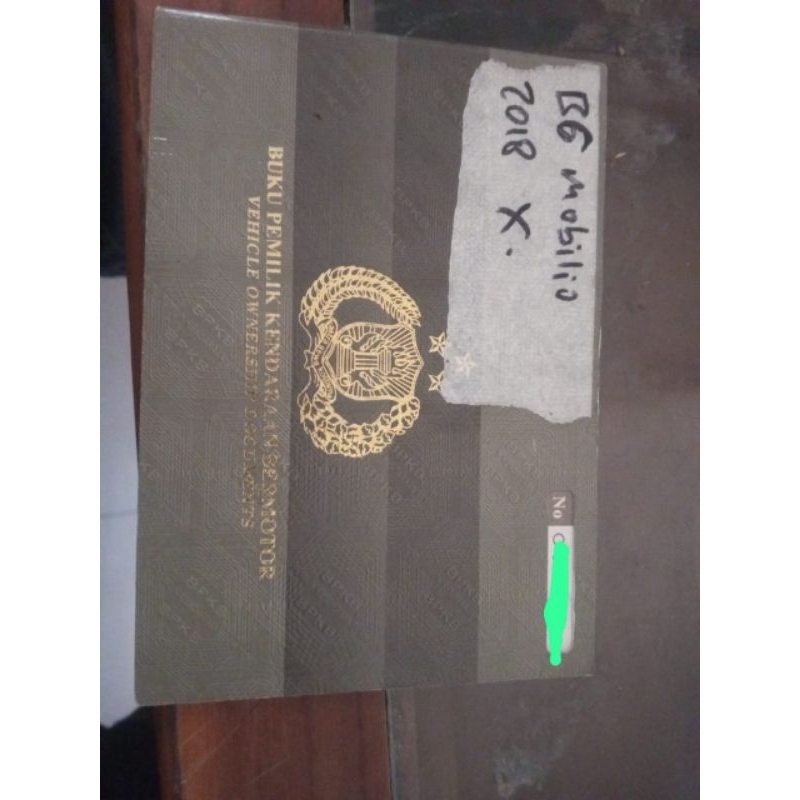 BG mobilio
2018 X.
No
BUKU PEMILIK KENDARAAN BERMOTOR
VEHICLE OWNERSHIP DOCUMENTS